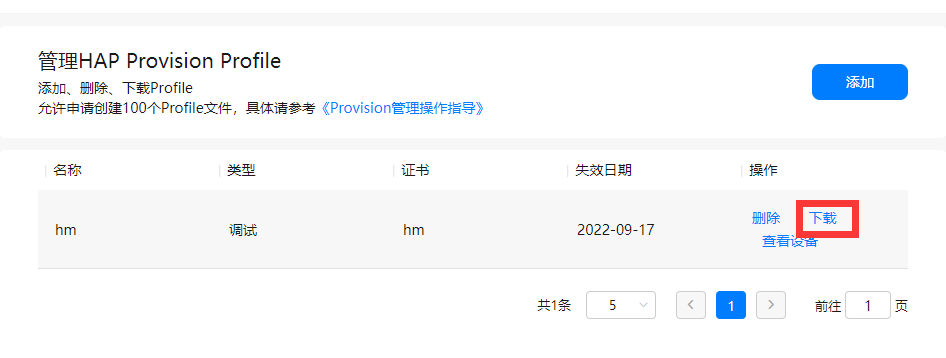 管理HAP Provision Profile
添加、删除、下载Profile
添加
允许申请创建100个Profile文件，具体请参考《Provision管理操作指导》
名称 类型 证书 失效日期 操作
hm 调试 hm 2022-09-17 删除 下载
查看设备
共1条 5 1 前往 1 页